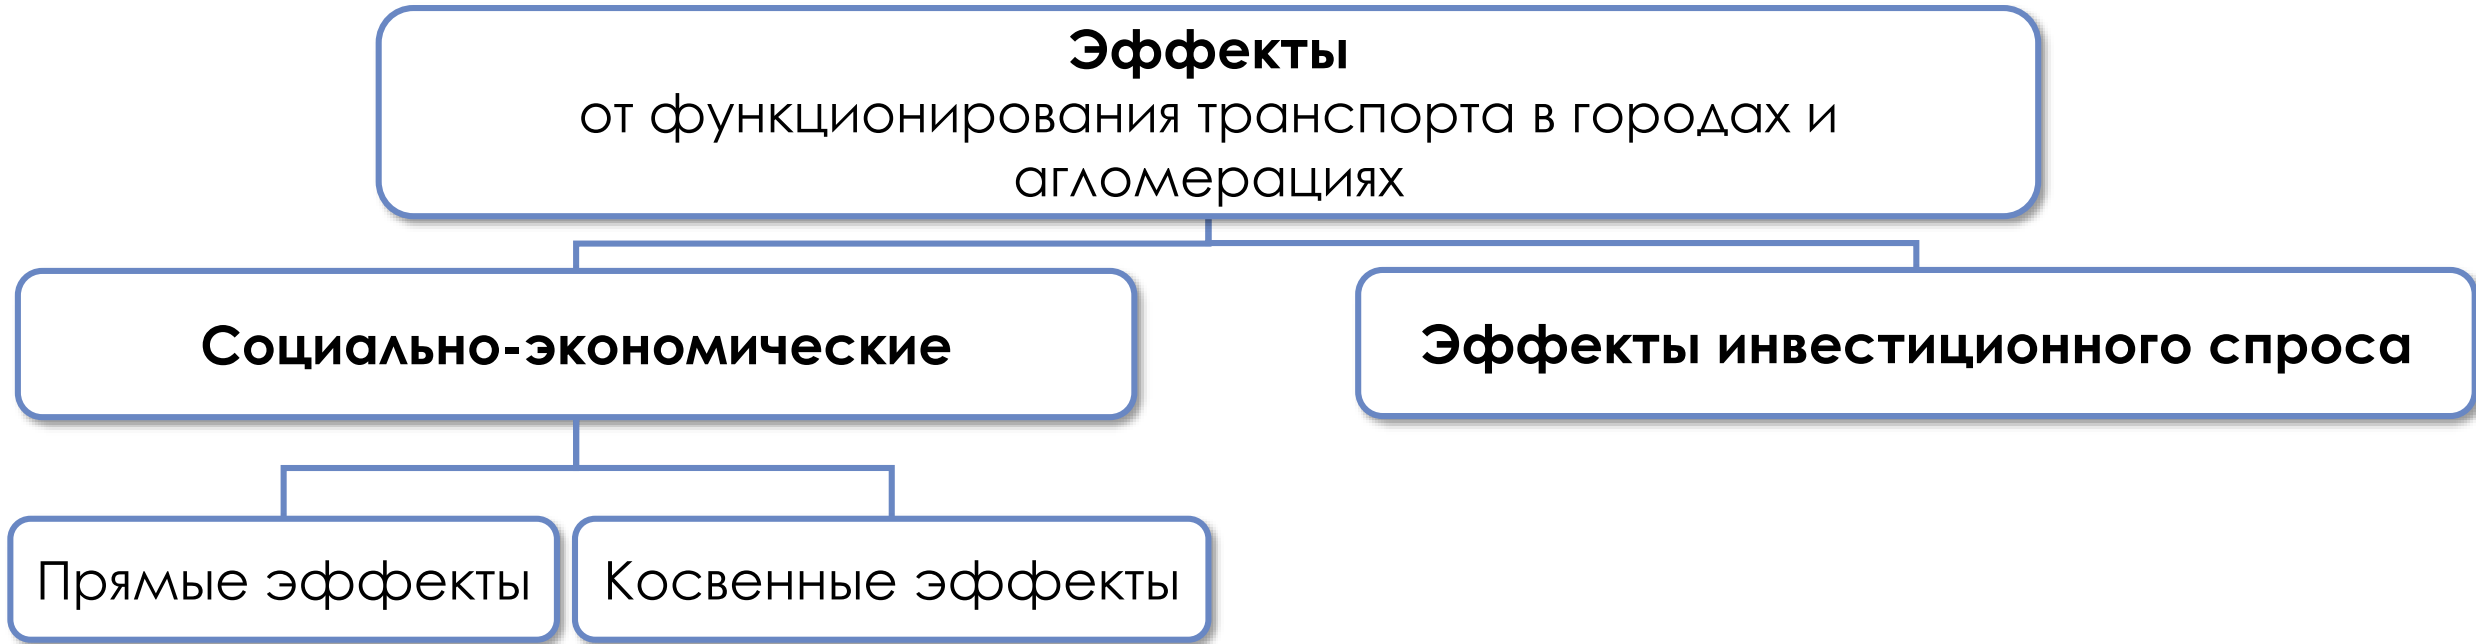 Эффекты
от функционирования транспорта в городах и
агломерациях
Социально-экономические
Эффекты инвестиционного спроса
Прямые эффекты
Косвенные эффекты